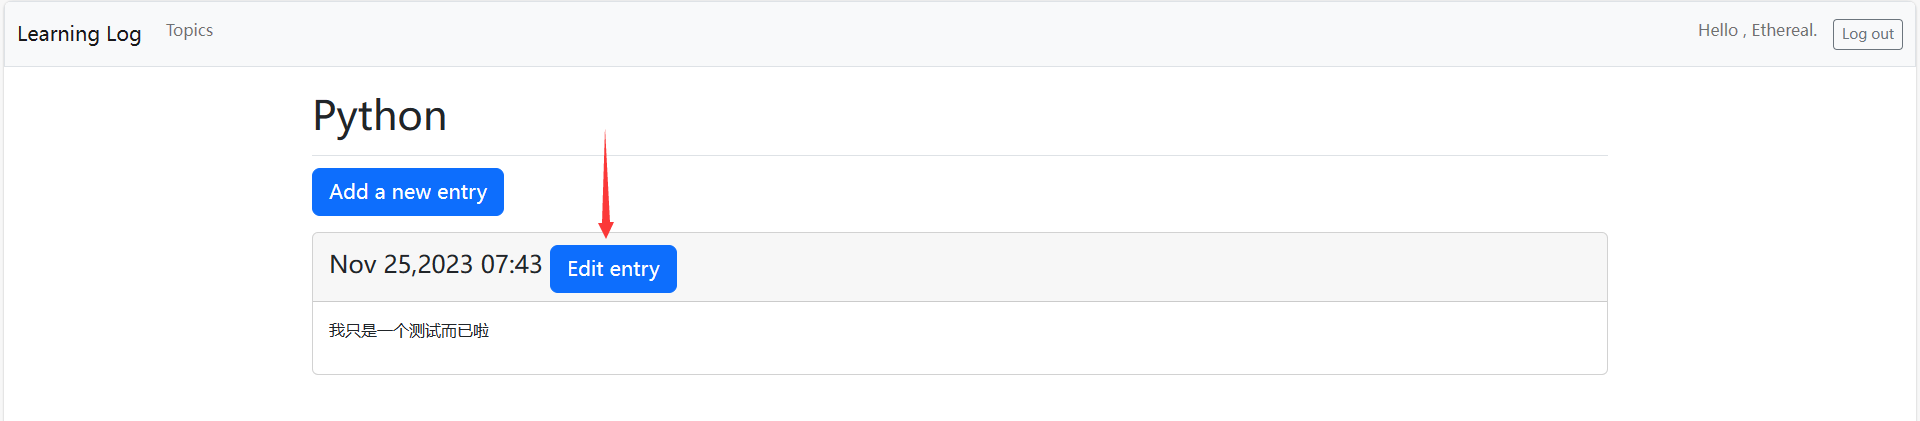 Learning Log Topics Hello , Ethereal. Log out
Python
Add a new entry
Nov 25,2023 07:43 Edit entry
我只是一个测试而已啦